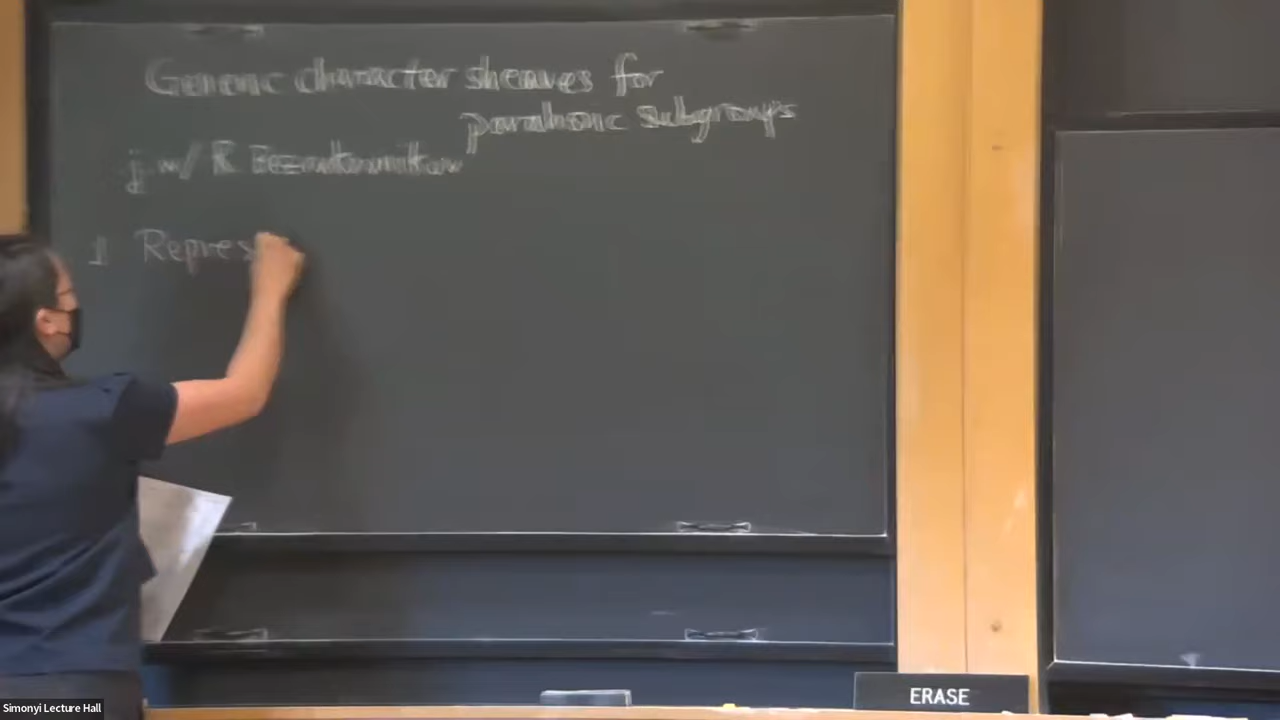 Generic character sheaves for
parahoric subgroups
j. w/ R. Bezrukavnikov
1 Repres
ERASE
Simonyi Lecture Hall